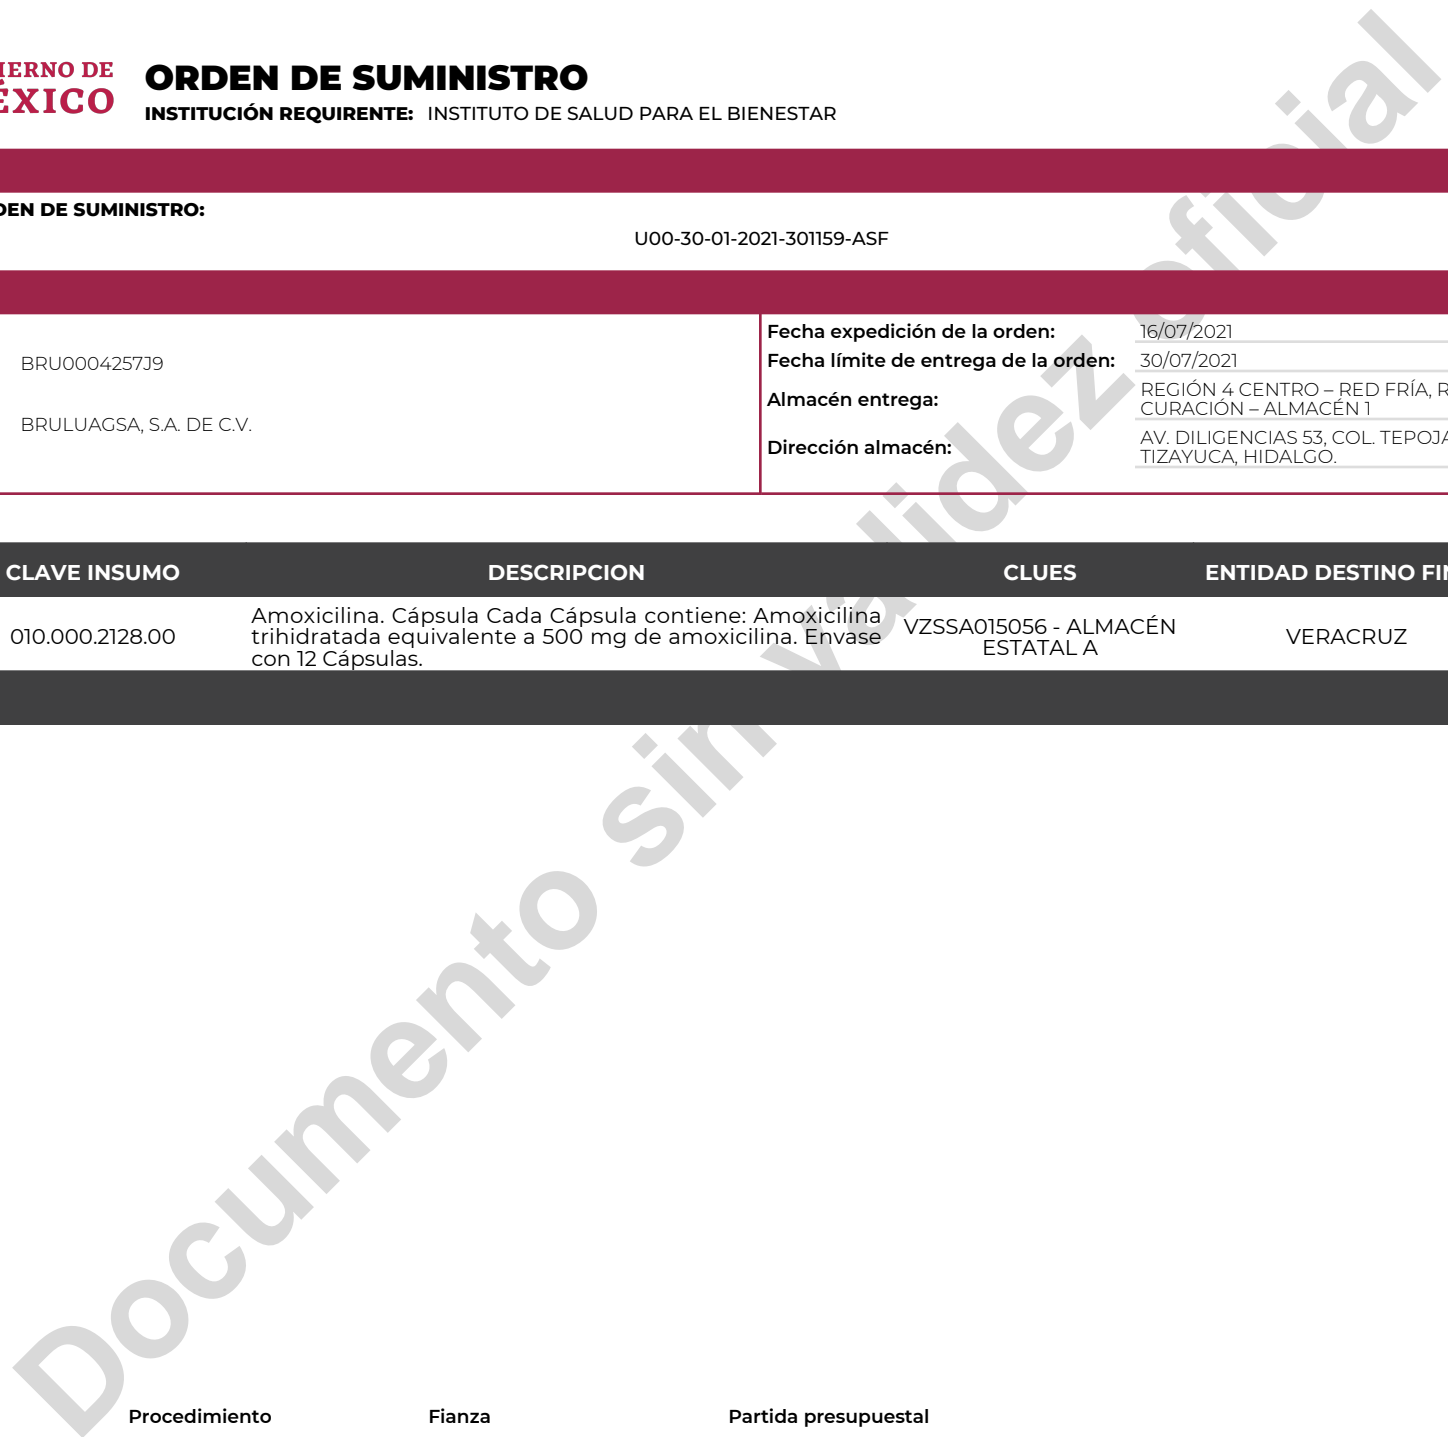 IERNO DE
ÉXICO
ORDEN DE SUMINISTRO
INSTITUCIÓN REQUIRENTE: INSTITUTO DE SALUD PARA EL BIENESTAR
DEN DE SUMINISTRO:
U00-30-01-2021-301159-ASF
BRU0004257J9
BRULUAGSA, S.A. DE C.V.
Fecha expedición de la orden: 16/07/2021
Fecha límite de entrega de la orden: 30/07/2021
Almacén entrega: REGIÓN 4 CENTRO – RED FRÍA, R
CURACIÓN – ALMACÉN 1
Dirección almacén: AV. DILIGENCIAS 53, COL. TEPOJA
TIZAYUCA, HIDALGO.
CLAVE INSUMO DESCRIPCION CLUES ENTIDAD DESTINO FIN
010.000.2128.00
Amoxicilina. Cápsula Cada Cápsula contiene: Amoxicilina
trihidratada equivalente a 500 mg de amoxicilina. Envase
con 12 Cápsulas.
VZSSA015056 - ALMACÉN
ESTATAL A
VERACRUZ
Documento sin validez oficial
Procedimiento Fianza Partida presupuestal